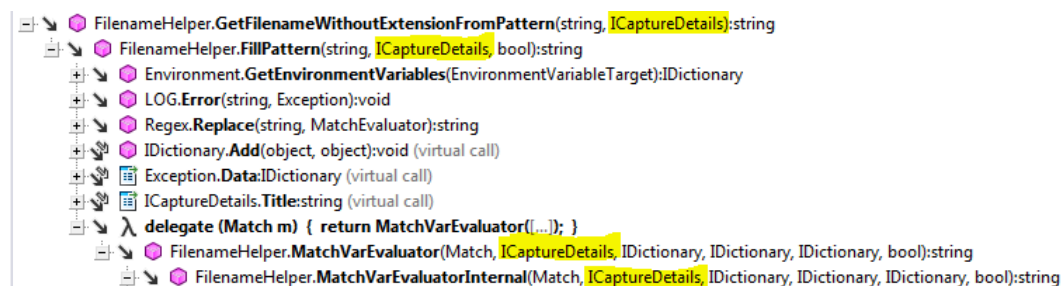 FilenameHelper.GetFilenameWithoutExtensionFromPattern(string, ICaptureDetails):string
FilenameHelper.FillPattern(string, ICaptureDetails, bool):string
Environment.GetEnvironmentVariables(EnvironmentVariableTarget):IDictionary
LOG.Error(string, Exception):void
Regex.Replace(string, MatchEvaluator):string
IDictionary.Add(object, object):void (virtual call)
Exception.Data:IDictionary (virtual call)
ICaptureDetails.Title:string (virtual call)
λ delegate (Match m) { return MatchVarEvaluator([...]); }
FilenameHelper.MatchVarEvaluator(Match, ICaptureDetails, IDictionary, IDictionary, IDictionary, bool):string
FilenameHelper.MatchVarEvaluatorInternal(Match, ICaptureDetails, IDictionary, IDictionary, IDictionary, bool):string